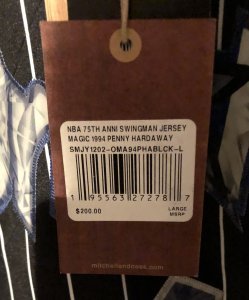 NBA 75TH ANNI SWINGMAN JERSEY
MAGIC 1994 PENNY HARDAWAY
SMJY1202-OMA94PHABLCK-L
1 95563 27278 7
$200.00
LARGE
MSRP
mitchellandness.com